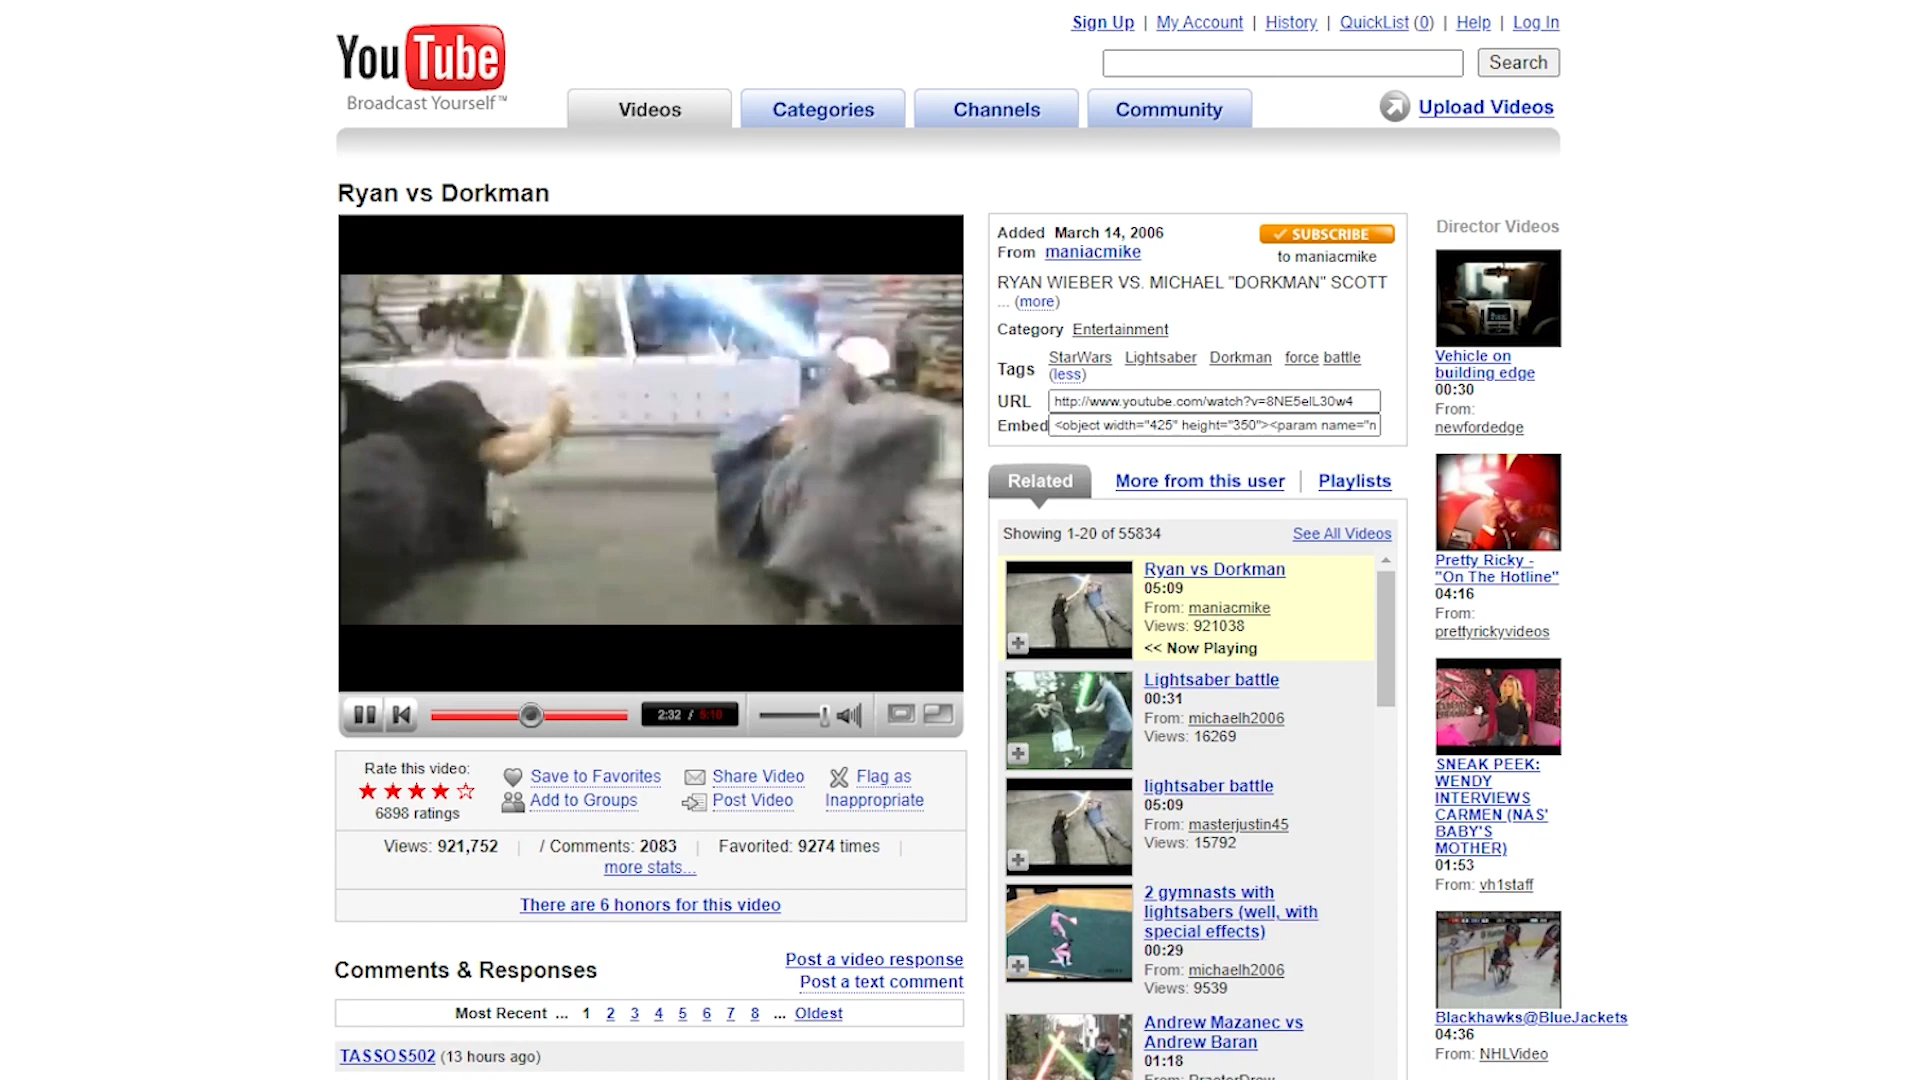 Sign Up | My Account | History | QuickList (0) | Help | Log In
YouTube
Broadcast Yourself™
Search
Videos
Categories
Channels
Community
Upload Videos
Ryan vs Dorkman
2:32 / 5:10
Rate this video:
6898 ratings
Save to Favorites
Add to Groups
Share Video
Post Video
Flag as
Inappropriate
Views: 921,752 | / Comments: 2083 | Favorited: 9274 times |
more stats...
There are 6 honors for this video
Comments & Responses
Post a video response
Post a text comment
Most Recent ... 1 2 3 4 5 6 7 8 ... Oldest
TASSOS502 (13 hours ago)
Added March 14, 2006
SUBSCRIBE
From maniacmike
to maniacmike
RYAN WIEBER VS. MICHAEL "DORKMAN" SCOTT
... (more)
Category Entertainment
Tags StarWars Lightsaber Dorkman force battle
(less)
URL http://www.youtube.com/watch?v=8NE5elL30w4
Embed <object width="425" height="350"><param name="n
Related
More from this user | Playlists
Showing 1-20 of 55834
See All Videos
Ryan vs Dorkman
05:09
From: maniacmike
Views: 921038
<< Now Playing
Lightsaber battle
00:31
From: michaelh2006
Views: 16269
lightsaber battle
05:09
From: masterjustin45
Views: 15792
2 gymnasts with
lightsabers (well, with
special effects)
00:29
From: michaelh2006
Views: 9539
Andrew Mazanec vs
Andrew Baran
01:18
From:
Director Videos
Vehicle on
building edge
00:30
From:
newfordedge
Pretty Ricky -
"On The Hotline"
04:16
From:
prettyrickyvideos
SNEAK PEEK:
WENDY
INTERVIEWS
CARMEN (NAS'
BABY'S
MOTHER)
01:53
From: vh1staff
Blackhawks@BlueJackets
04:36
From: NHLVideo